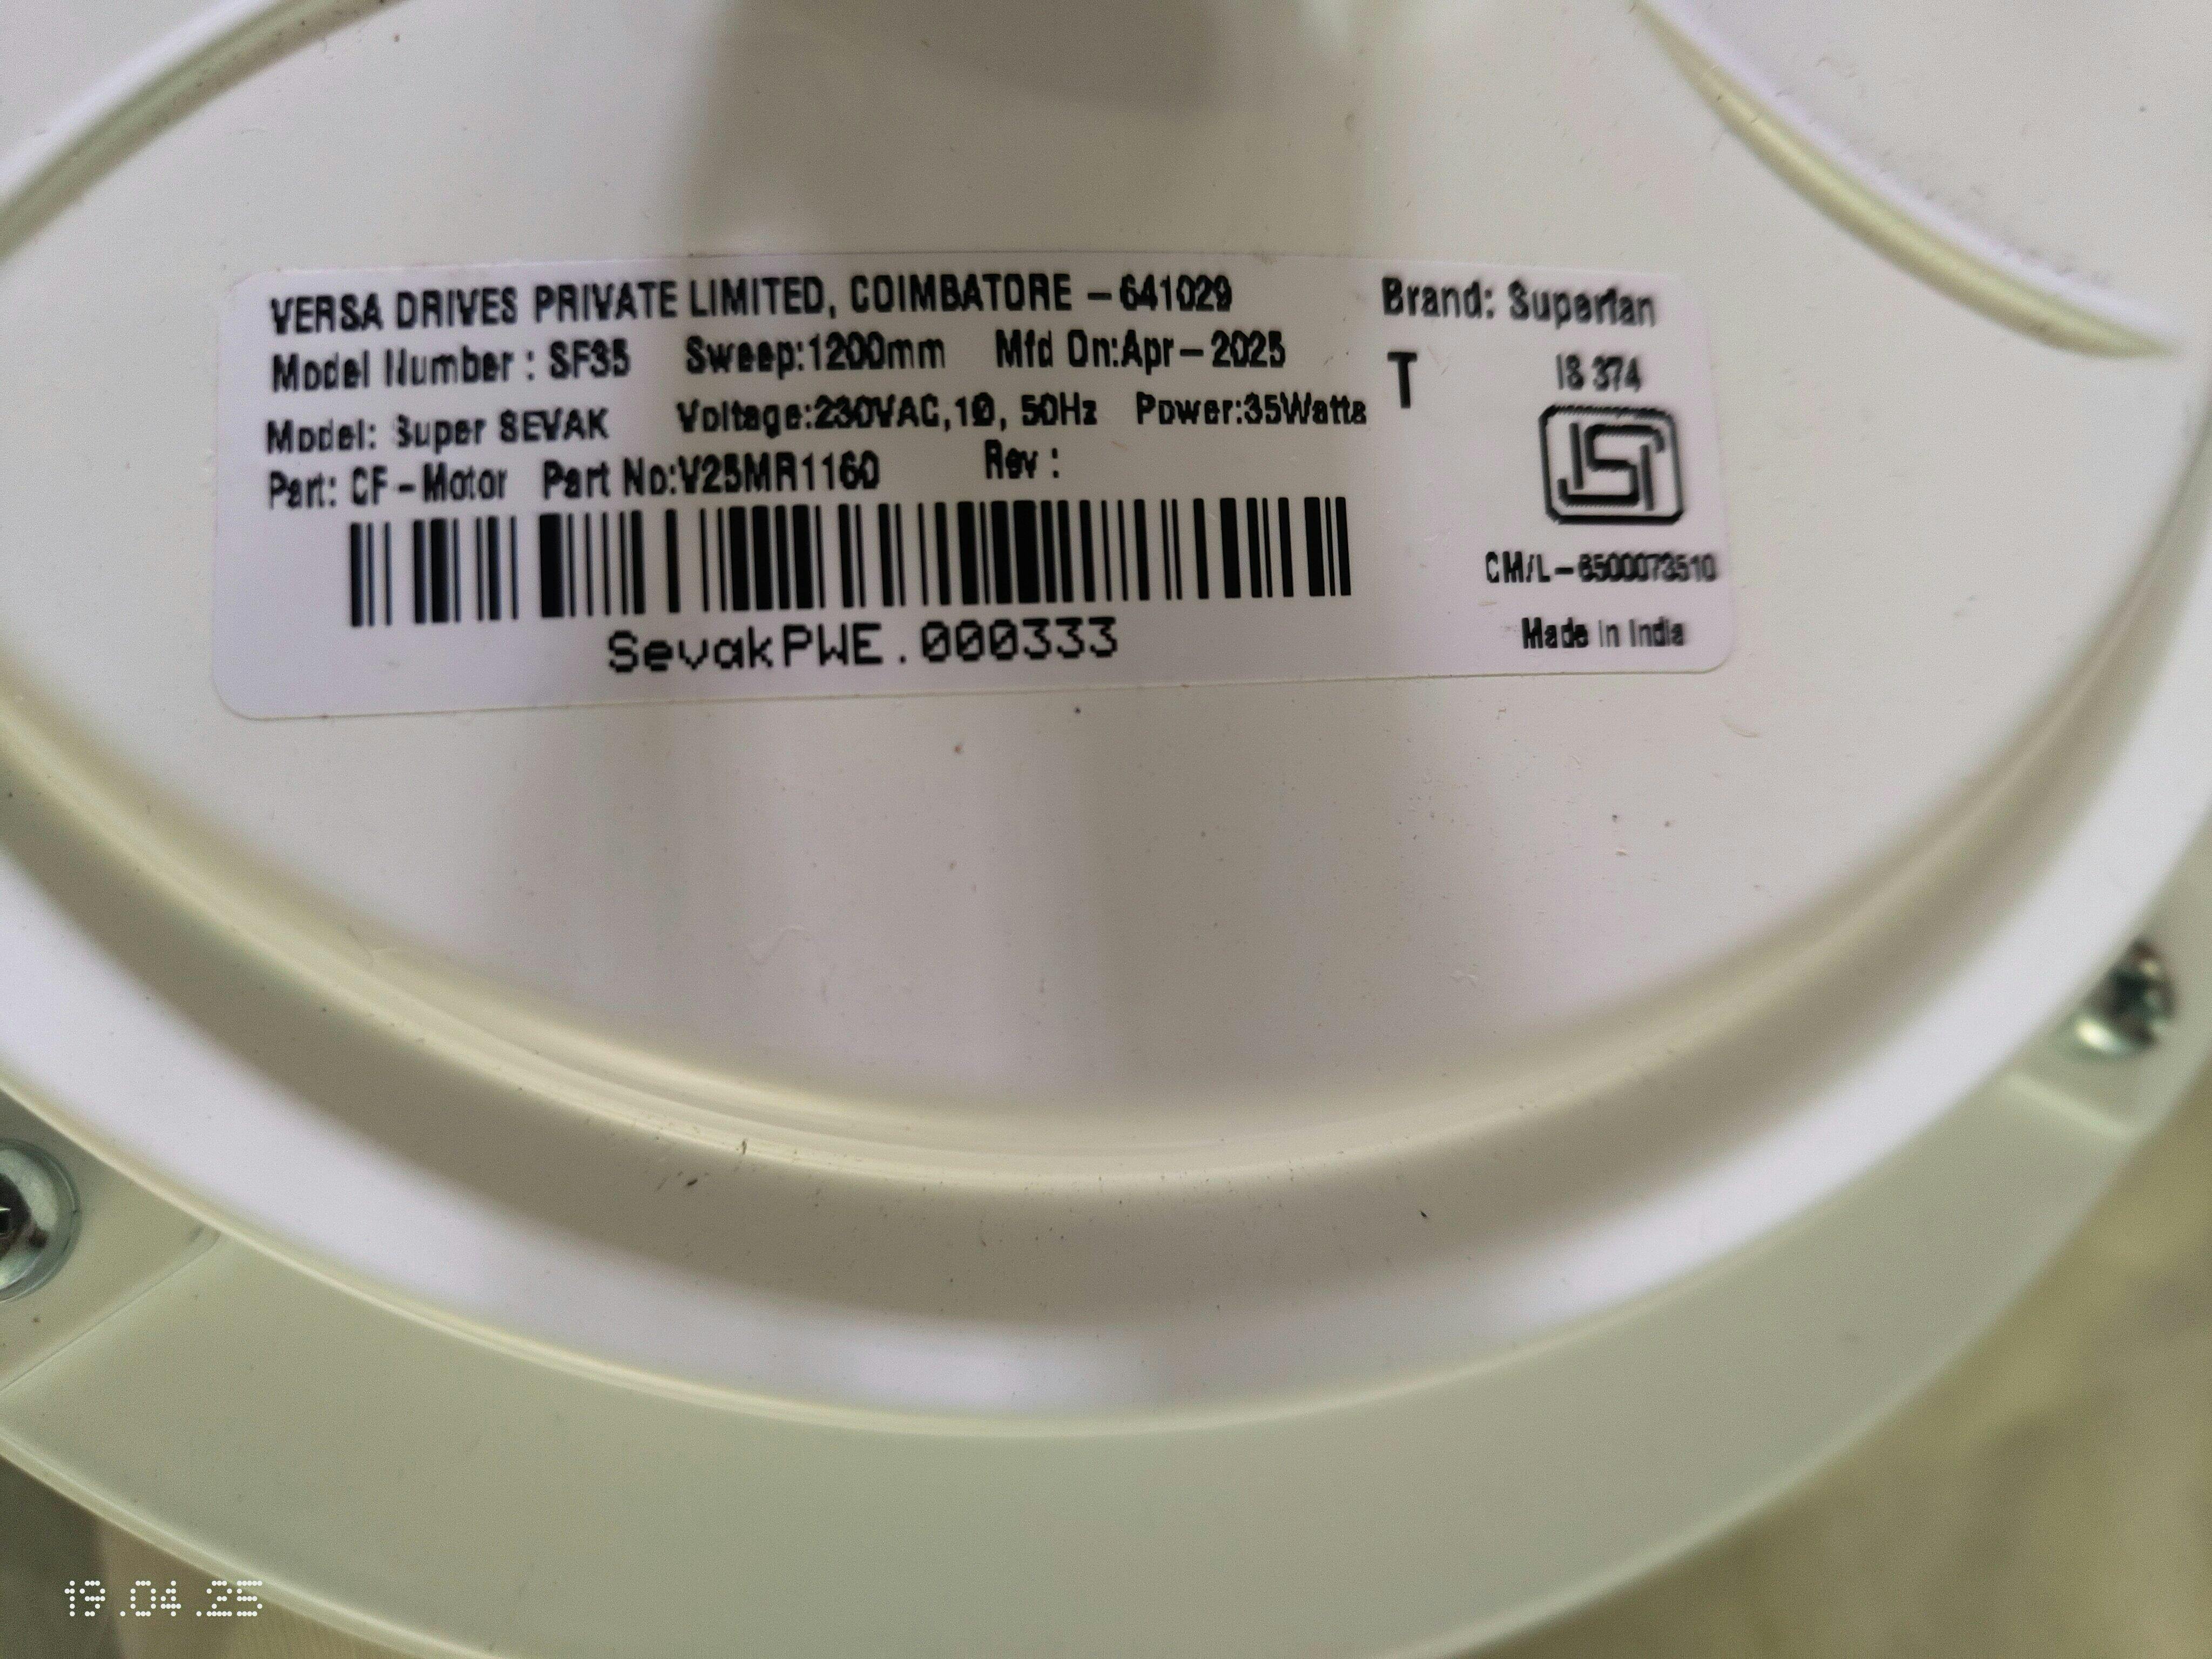 VERSA DRIVES PRIVATE LIMITED, COIMBATORE - 641029
Model Number : SF35 Sweep:1200mm Mfd On:Apr-2025
Model: Super SEVAK Voltage:230VAC,1Ø, 50Hz Power:35Watts
Part: CF-Motor Part No:V25MR1160 Rev :
SevakPWE.000333
Brand: Superfan
T
IS 374
ISI
CM/L-6500073510
Made in India
19.04.25